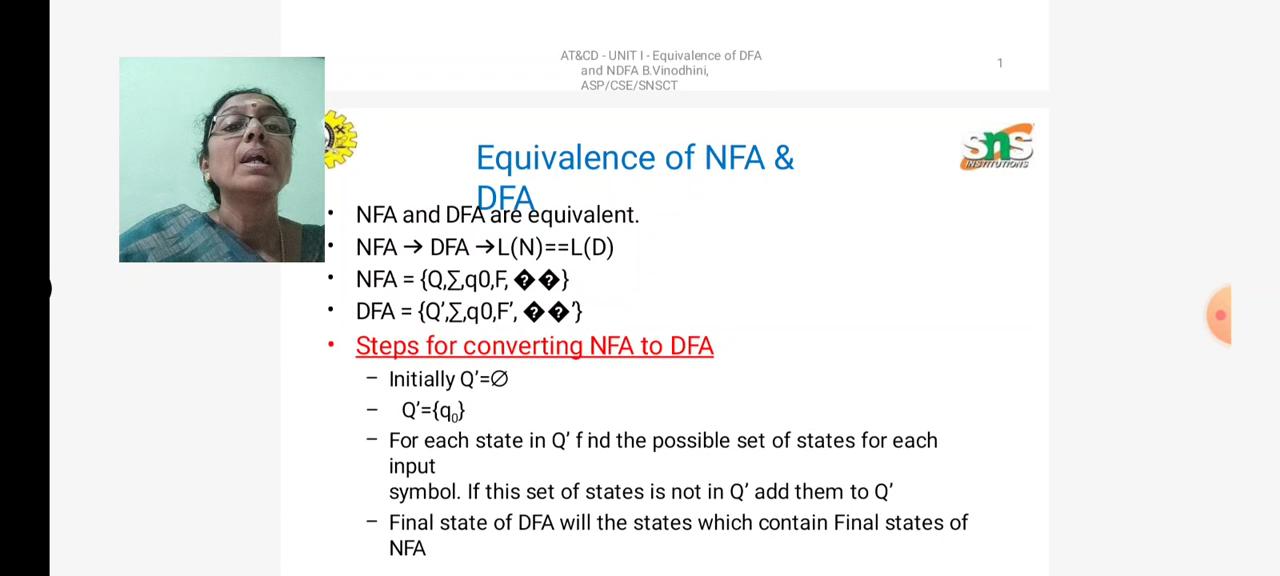 AT&CD - UNIT I - Equivalence of DFA
and NDFA B.Vinodhini,
ASP/CSE/SNSCT
1
sns
INSTITUTIONS
Equivalence of NFA &
DFA
• NFA and DFA are equivalent.
• NFA → DFA →L(N)==L(D)
• NFA = {Q,Σ,q0,F, ��}
• DFA = {Q’,Σ,q0,F’, ��’}
• Steps for converting NFA to DFA
– Initially Q’=∅
– Q’={q₀}
– For each state in Q’ f nd the possible set of states for each
input
symbol. If this set of states is not in Q’ add them to Q’
– Final state of DFA will the states which contain Final states of
NFA